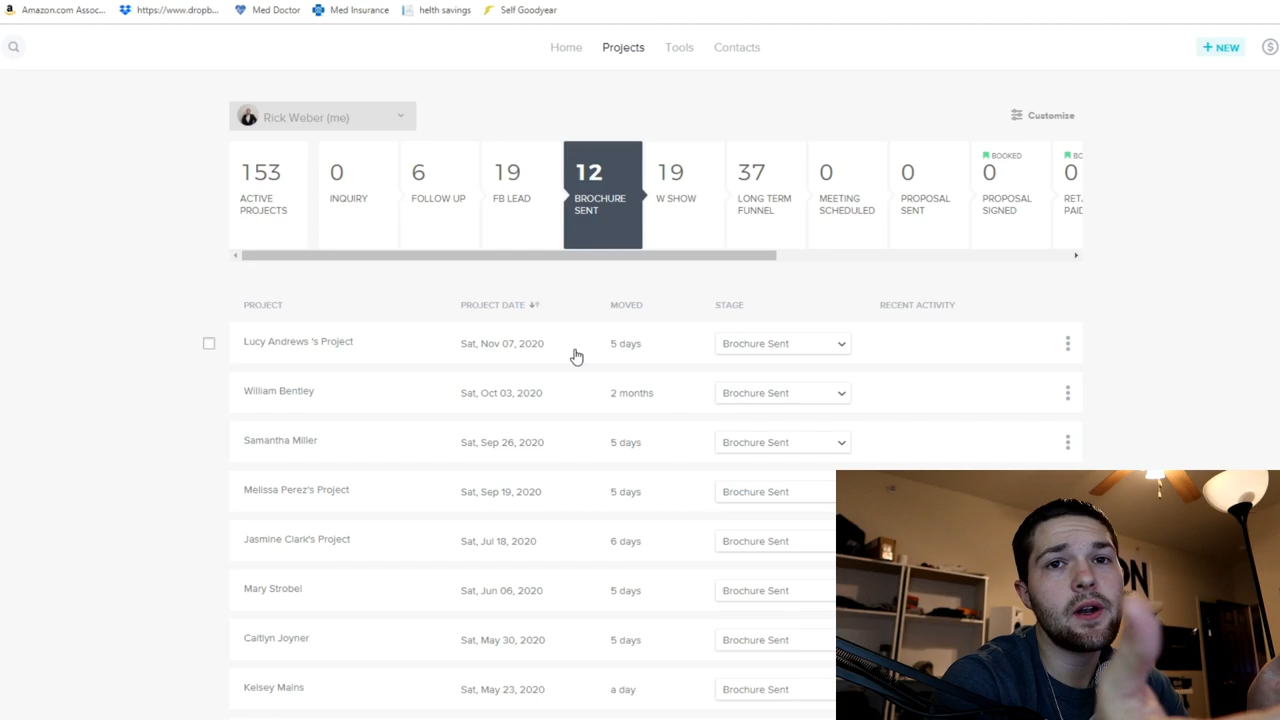 Amazon.com Assoc... https://www.dropb... Med Doctor Med Insurance helth savings Self Goodyear
Home Projects Tools Contacts + NEW
Rick Weber (me) Customize
153 ACTIVE PROJECTS
0 INQUIRY
6 FOLLOW UP
19 FB LEAD
12 BROCHURE SENT
19 W SHOW
37 LONG TERM FUNNEL
0 MEETING SCHEDULED
0 PROPOSAL SENT
BOOKED 0 PROPOSAL SIGNED
BC 0 RET PAID
PROJECT PROJECT DATE MOVED STAGE RECENT ACTIVITY
Lucy Andrews 's Project Sat, Nov 07, 2020 5 days Brochure Sent
William Bentley Sat, Oct 03, 2020 2 months Brochure Sent
Samantha Miller Sat, Sep 26, 2020 5 days Brochure Sent
Melissa Perez's Project Sat, Sep 19, 2020 5 days Brochure Sent
Jasmine Clark's Project Sat, Jul 18, 2020 6 days Brochure Sent
Mary Strobel Sat, Jun 06, 2020 5 days Brochure Sent
Caitlyn Joyner Sat, May 30, 2020 5 days Brochure Sent
Kelsey Mains Sat, May 23, 2020 a day Brochure Sent